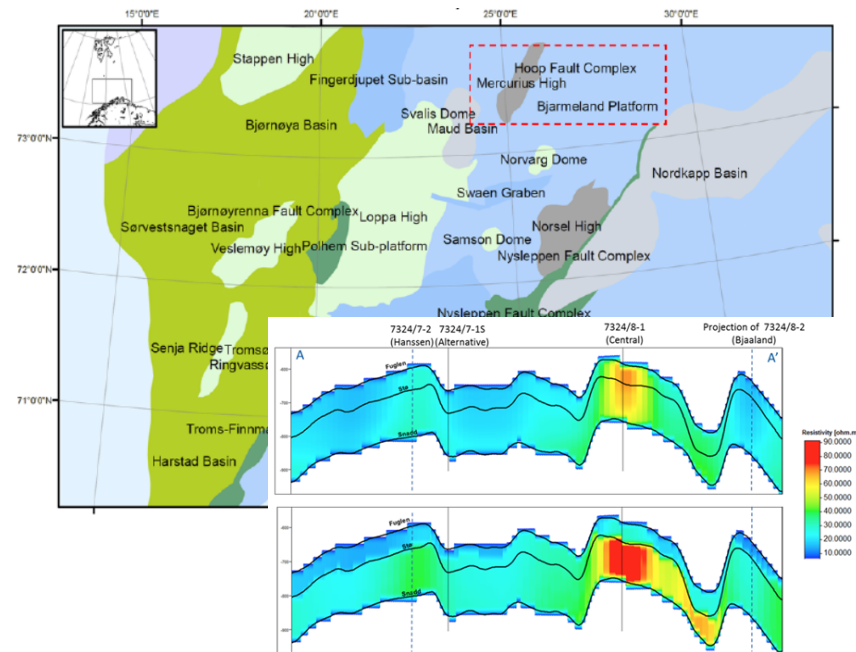 15°0'0"E
20°0'0"E
25°0'0"E
30°0'0"E
Stappen High
Hoop Fault Complex
Fingerdjupet Sub-basin
Mercurius High
Bjarmeland Platform
Svalis Dome
Maud Basin
Bjørnøya Basin
73°0'0"N
Norvarg Dome
Nordkapp Basin
Swaen Graben
Bjørnøyrenna Fault Complex
Loppa High
Sørvestsnaget Basin
Norsel High
Veslemøy High
Polhem Sub-platform
Samson Dome
Nysleppen Fault Complex
72°0'0"N
Nysleppen Fault Complex
Senja Ridge
Ringvass
71°0'0"N
Troms-Finnma
Harstad Basin
7324/7-2
(Hanssen)
7324/7-1S
(Alternative)
7324/8-1
(Central)
Projection of 7324/8-2
(Bjaaland)
A
A'
Fuglen
Stø
Snadd
Resistivity [ohm.m
90.0000
80.0000
70.0000
60.0000
50.0000
40.0000
30.0000
20.0000
10.0000
Fuglen
Stø
Snadd